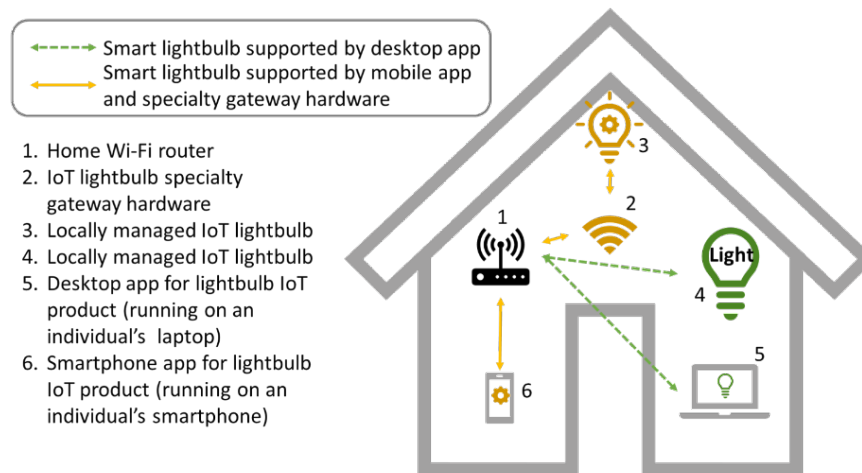 Smart lightbulb supported by desktop app
Smart lightbulb supported by mobile app
and specialty gateway hardware
1. Home Wi-Fi router
2. IoT lightbulb specialty
gateway hardware
3. Locally managed IoT lightbulb
4. Locally managed IoT lightbulb
5. Desktop app for lightbulb IoT
product (running on an
individual’s laptop)
6. Smartphone app for lightbulb
IoT product (running on an
individual’s smartphone)
3
2
1
Light
4
5
6